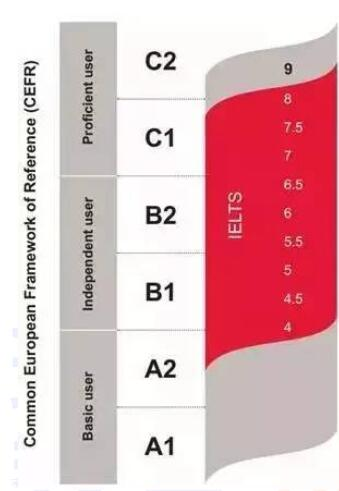 Common European Framework of Reference (CEFR)
Proficient user
Independent user
Basic user
C2
C1
B2
B1
A2
A1
IELTS
9
8
7.5
7
6.5
6
5.5
5
4.5
4